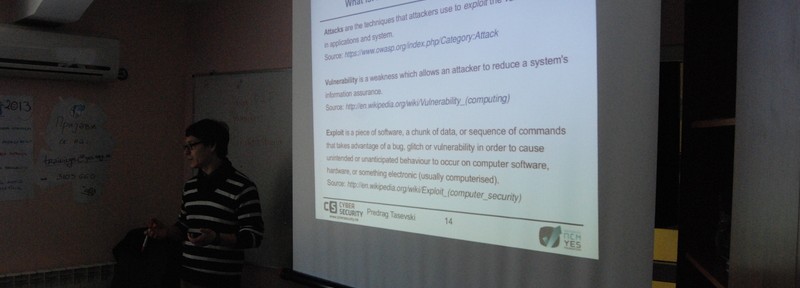 What
Attacks are the techniques that attackers use to exploit the
in applications and system.
Source: https://www.owasp.org/index.php/Category:Attack
Vulnerability is a weakness which allows an attacker to reduce a system's
information assurance.
Source: http://en.wikipedia.org/wiki/Vulnerability_(computing)
Exploit is a piece of software, a chunk of data, or sequence of commands
that takes advantage of a bug, glitch or vulnerability in order to cause
unintended or unanticipated behaviour to occur on computer software,
hardware, or something electronic (usually computerised).
Source: http://en.wikipedia.org/wiki/Exploit_(computer_security)
CS CYBER
SECURITY
Predrag Tasevski
14
YES
2013